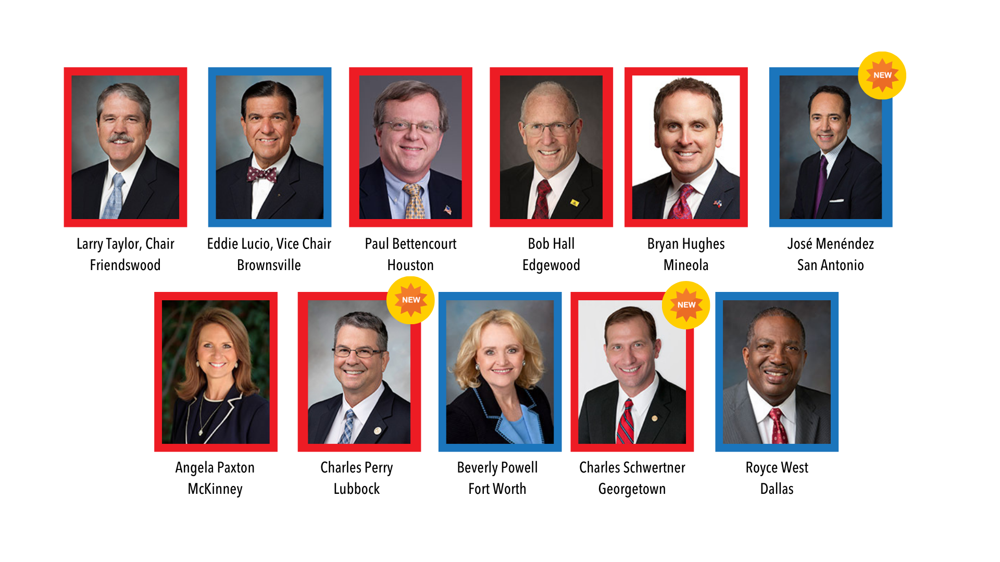 NEW
Larry Taylor, Chair
Friendswood
Eddie Lucio, Vice Chair
Brownsville
Paul Bettencourt
Houston
Bob Hall
Edgewood
Bryan Hughes
Mineola
José Menéndez
San Antonio
NEW
NEW
Angela Paxton
McKinney
Charles Perry
Lubbock
Beverly Powell
Fort Worth
Charles Schwertner
Georgetown
Royce West
Dallas